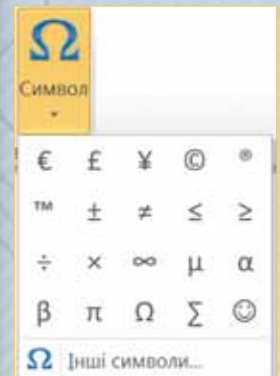 Ω
Символ
€ £ ¥ © ®
™ ± ≠ ≤ ≥
÷ × ∞ µ α
β π Ω ∑ ☺
Ω Інші символи...